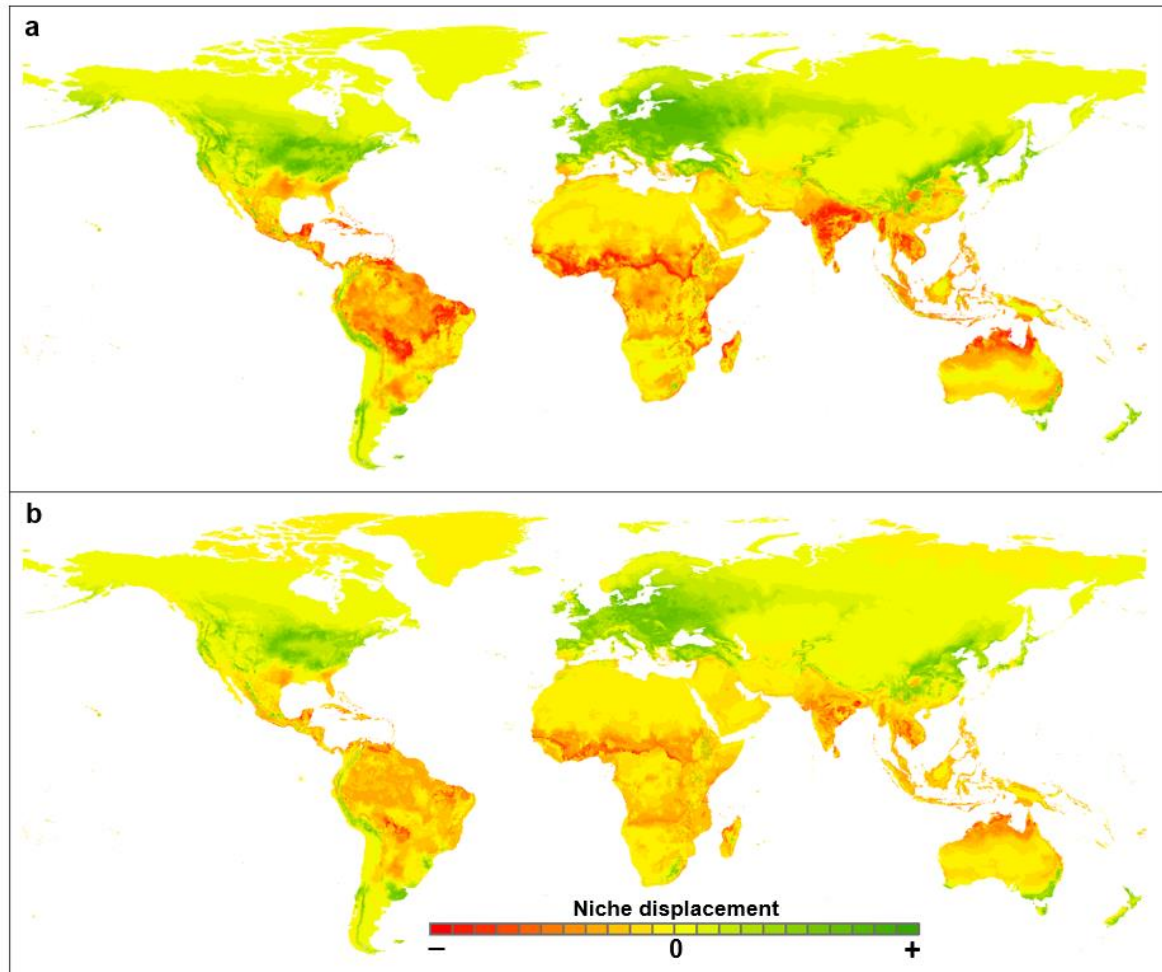 a
b
Niche displacement
– 0 +